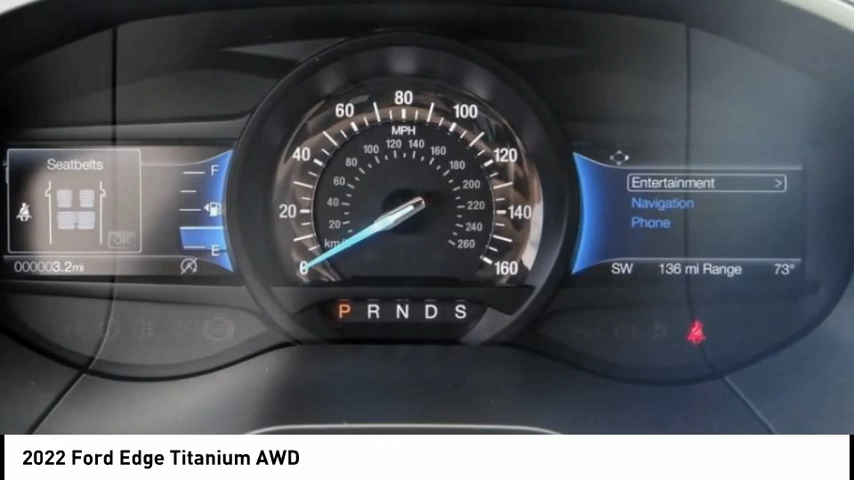 Seatbelts
OK
000003.2mi
F
E
MPH
0 20 40 60 80 100 120 140 160
km/h
20 40 60 80 100 120 140 160 180 200 220 240 260
P R N D S
Entertainment >
Navigation
Phone
SW 136 mi Range 73°
2022 Ford Edge Titanium AWD